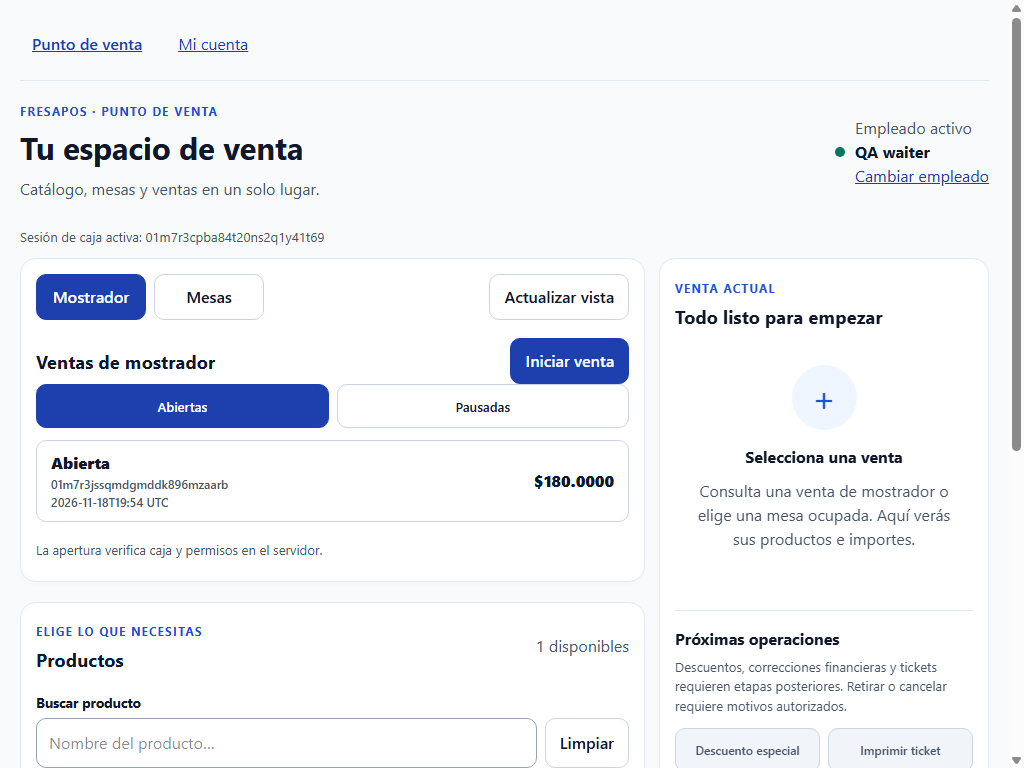 Punto de venta
Mi cuenta
FRESAPOS · PUNTO DE VENTA
Tu espacio de venta
Catálogo, mesas y ventas en un solo lugar.
Empleado activo
QA waiter
Cambiar empleado
Sesión de caja activa: 01m7r3cpba84t20ns2q1y41t69
Mostrador
Mesas
Actualizar vista
Ventas de mostrador
Iniciar venta
Abiertas
Pausadas
Abierta
01m7r3jssqmdgmddk896mzaarb
2026-11-18T19:54 UTC
$180.0000
La apertura verifica caja y permisos en el servidor.
VENTA ACTUAL
Todo listo para empezar
+
Selecciona una venta
Consulta una venta de mostrador o
elige una mesa ocupada. Aquí verás
sus productos e importes.
ELIGE LO QUE NECESITAS
Productos
1 disponibles
Buscar producto
Nombre del producto...
Limpiar
Próximas operaciones
Descuentos, correcciones financieras y tickets
requieren etapas posteriores. Retirar o cancelar
requiere motivos autorizados.
Descuento especial
Imprimir ticket